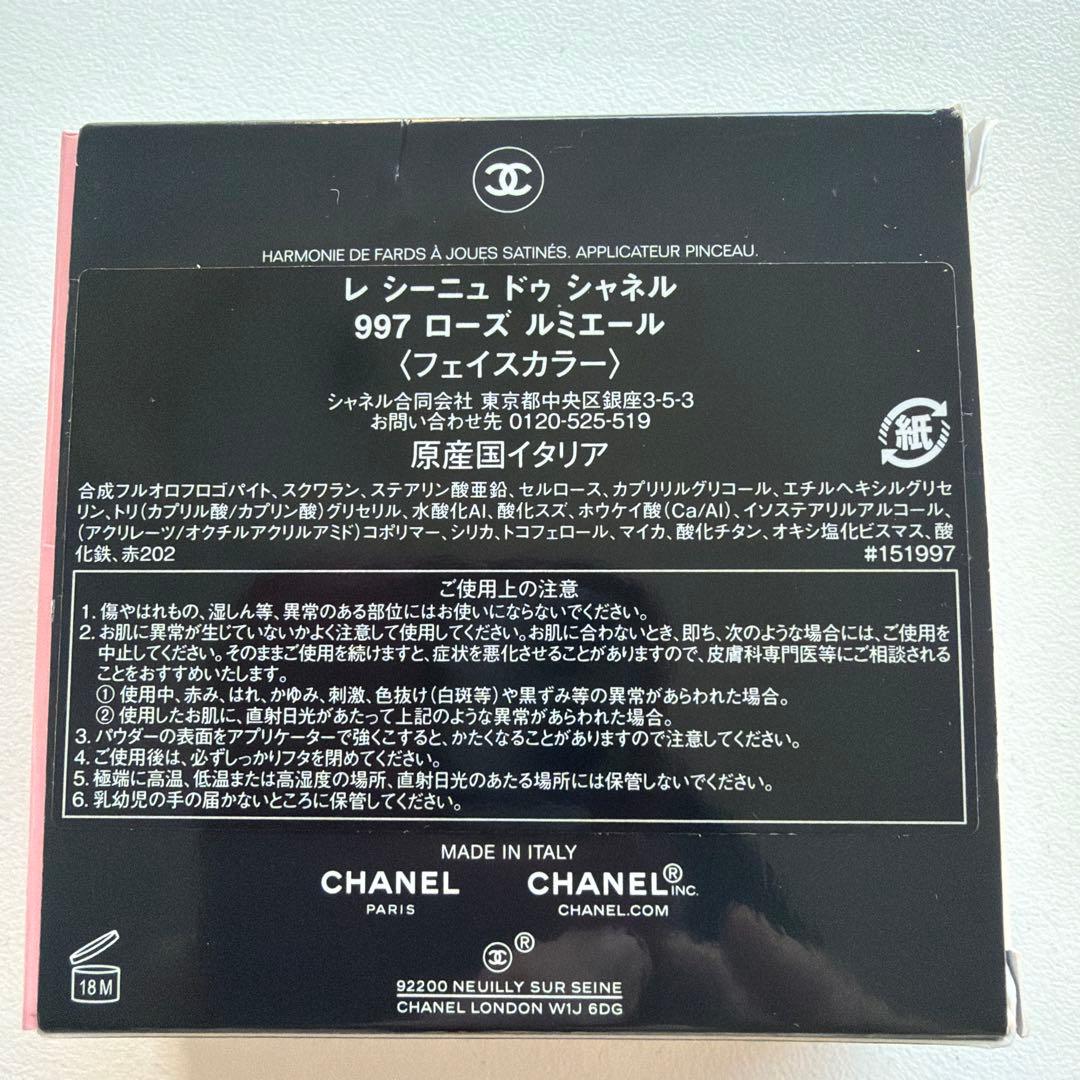 HARMONIE DE FARDS À JOUES SATINÉS. APPLICATEUR PINCEAU.
レ シーニュ ドゥ シャネル
997 ローズ ルミエール
〈フェイスカラー〉
シャネル合同会社 東京都中央区銀座3-5-3
お問い合わせ先 0120-525-519
原産国イタリア
紙
合成フルオロフロゴパイト、スクワラン、ステアリン酸亜鉛、セルロース、カプリリルグリコール、エチルヘキシルグリセ
リン、トリ(カプリル酸/カプリン酸)グリセリル、水酸化Al、酸化スズ、ホウケイ酸(Ca/Al)、イソステアリルアルコール、
(アクリレーツ/オクチルアクリルアミド)コポリマー、シリカ、トコフェロール、マイカ、酸化チタン、オキシ塩化ビスマス、酸
化鉄、赤202 #151997
ご使用上の注意
1. 傷やはれもの、湿しん等、異常のある部位にはお使いにならないでください。
2. お肌に異常が生じていないかよく注意して使用してください。お肌に合わないとき、即ち、次のような場合には、ご使用を
中止してください。そのままご使用を続けますと、症状を悪化させることがありますので、皮膚科専門医等にご相談される
ことをおすすめいたします。
① 使用中、赤み、はれ、かゆみ、刺激、色抜け(白斑等)や黒ずみ等の異常があらわれた場合。
② 使用したお肌に、直射日光があたって上記のような異常があらわれた場合。
3. パウダーの表面をアプリケーターで強くこすると、かたくなることがありますので注意してください。
4. ご使用後は、必ずしっかりフタを閉めてください。
5. 極端に高温、低温または高湿度の場所、直射日光のあたる場所には保管しないでください。
6. 乳幼児の手の届かないところに保管してください。
MADE IN ITALY
CHANEL CHANEL® INC.
PARIS CHANEL.COM
®
18 M
92200 NEUILLY SUR SEINE
CHANEL LONDON W1J 6DG